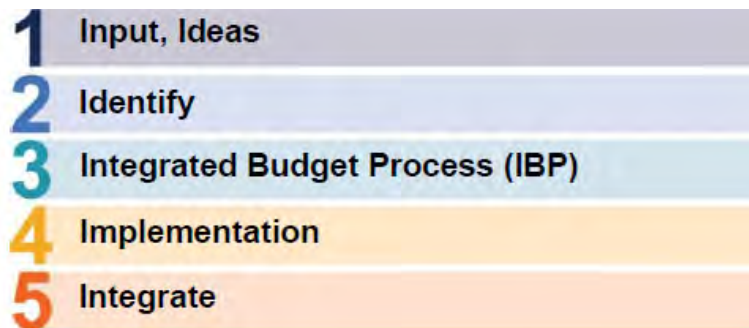 1 Input, Ideas
2 Identify
3 Integrated Budget Process (IBP)
4 Implementation
5 Integrate